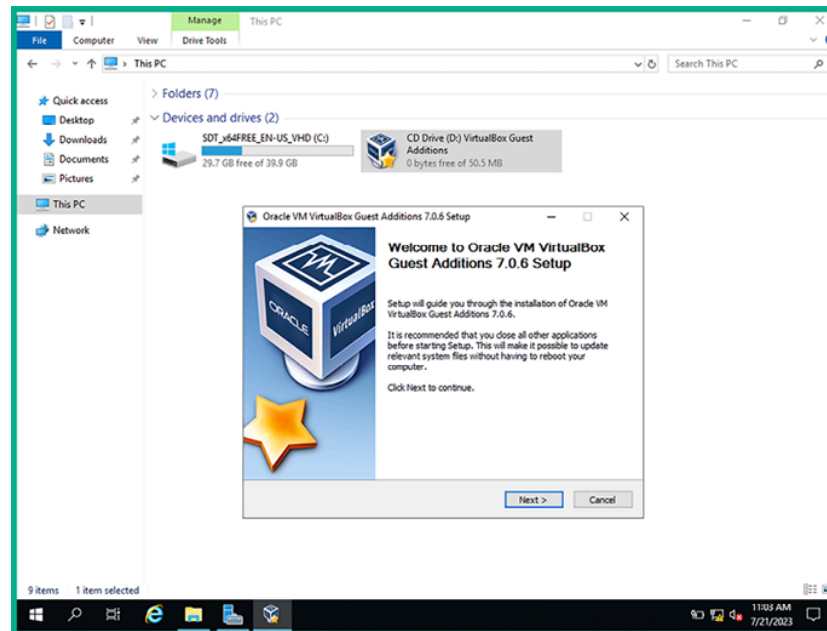 Manage
This PC
File
Computer
View
Drive Tools
This PC
Search This PC
Quick access
Desktop
Downloads
Documents
Pictures
This PC
Network
Folders (7)
Devices and drives (2)
SDT_x64FREE_EN-US_VHD (C:)
29.7 GB free of 39.9 GB
CD Drive (D:) VirtualBox Guest
Additions
0 bytes free of 50.5 MB
Oracle VM VirtualBox Guest Additions 7.0.6 Setup
ORACLE
VirtualBox
Welcome to Oracle VM VirtualBox
Guest Additions 7.0.6 Setup
Setup will guide you through the installation of Oracle VM
VirtualBox Guest Additions 7.0.6.
It is recommended that you close all other applications
before starting Setup. This will make it possible to update
relevant system files without having to reboot your
computer.
Click Next to continue.
Next >
Cancel
9 items
1 item selected
11:03 AM
7/21/2023